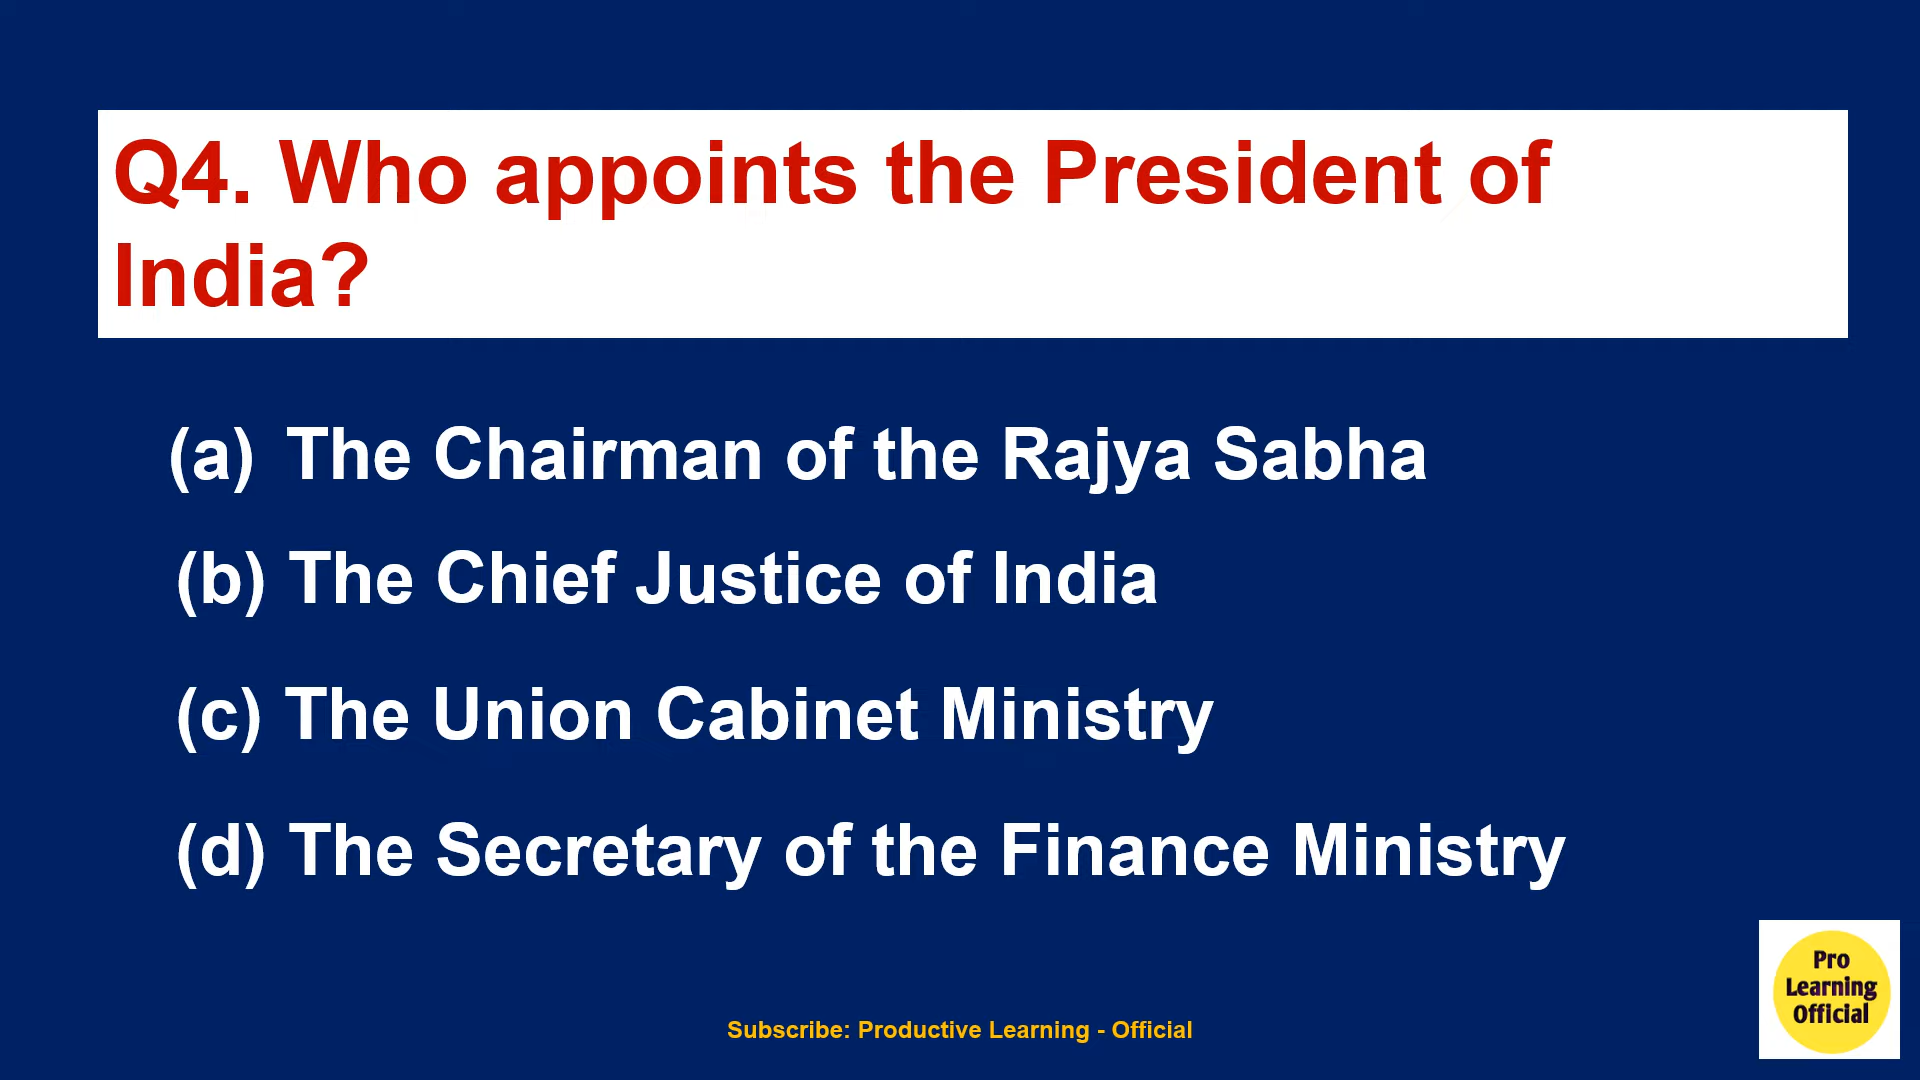 Q4. Who appoints the President of
India?
(a) The Chairman of the Rajya Sabha
(b) The Chief Justice of India
(c) The Union Cabinet Ministry
(d) The Secretary of the Finance Ministry
Pro
Learning
Official
Subscribe: Productive Learning - Official